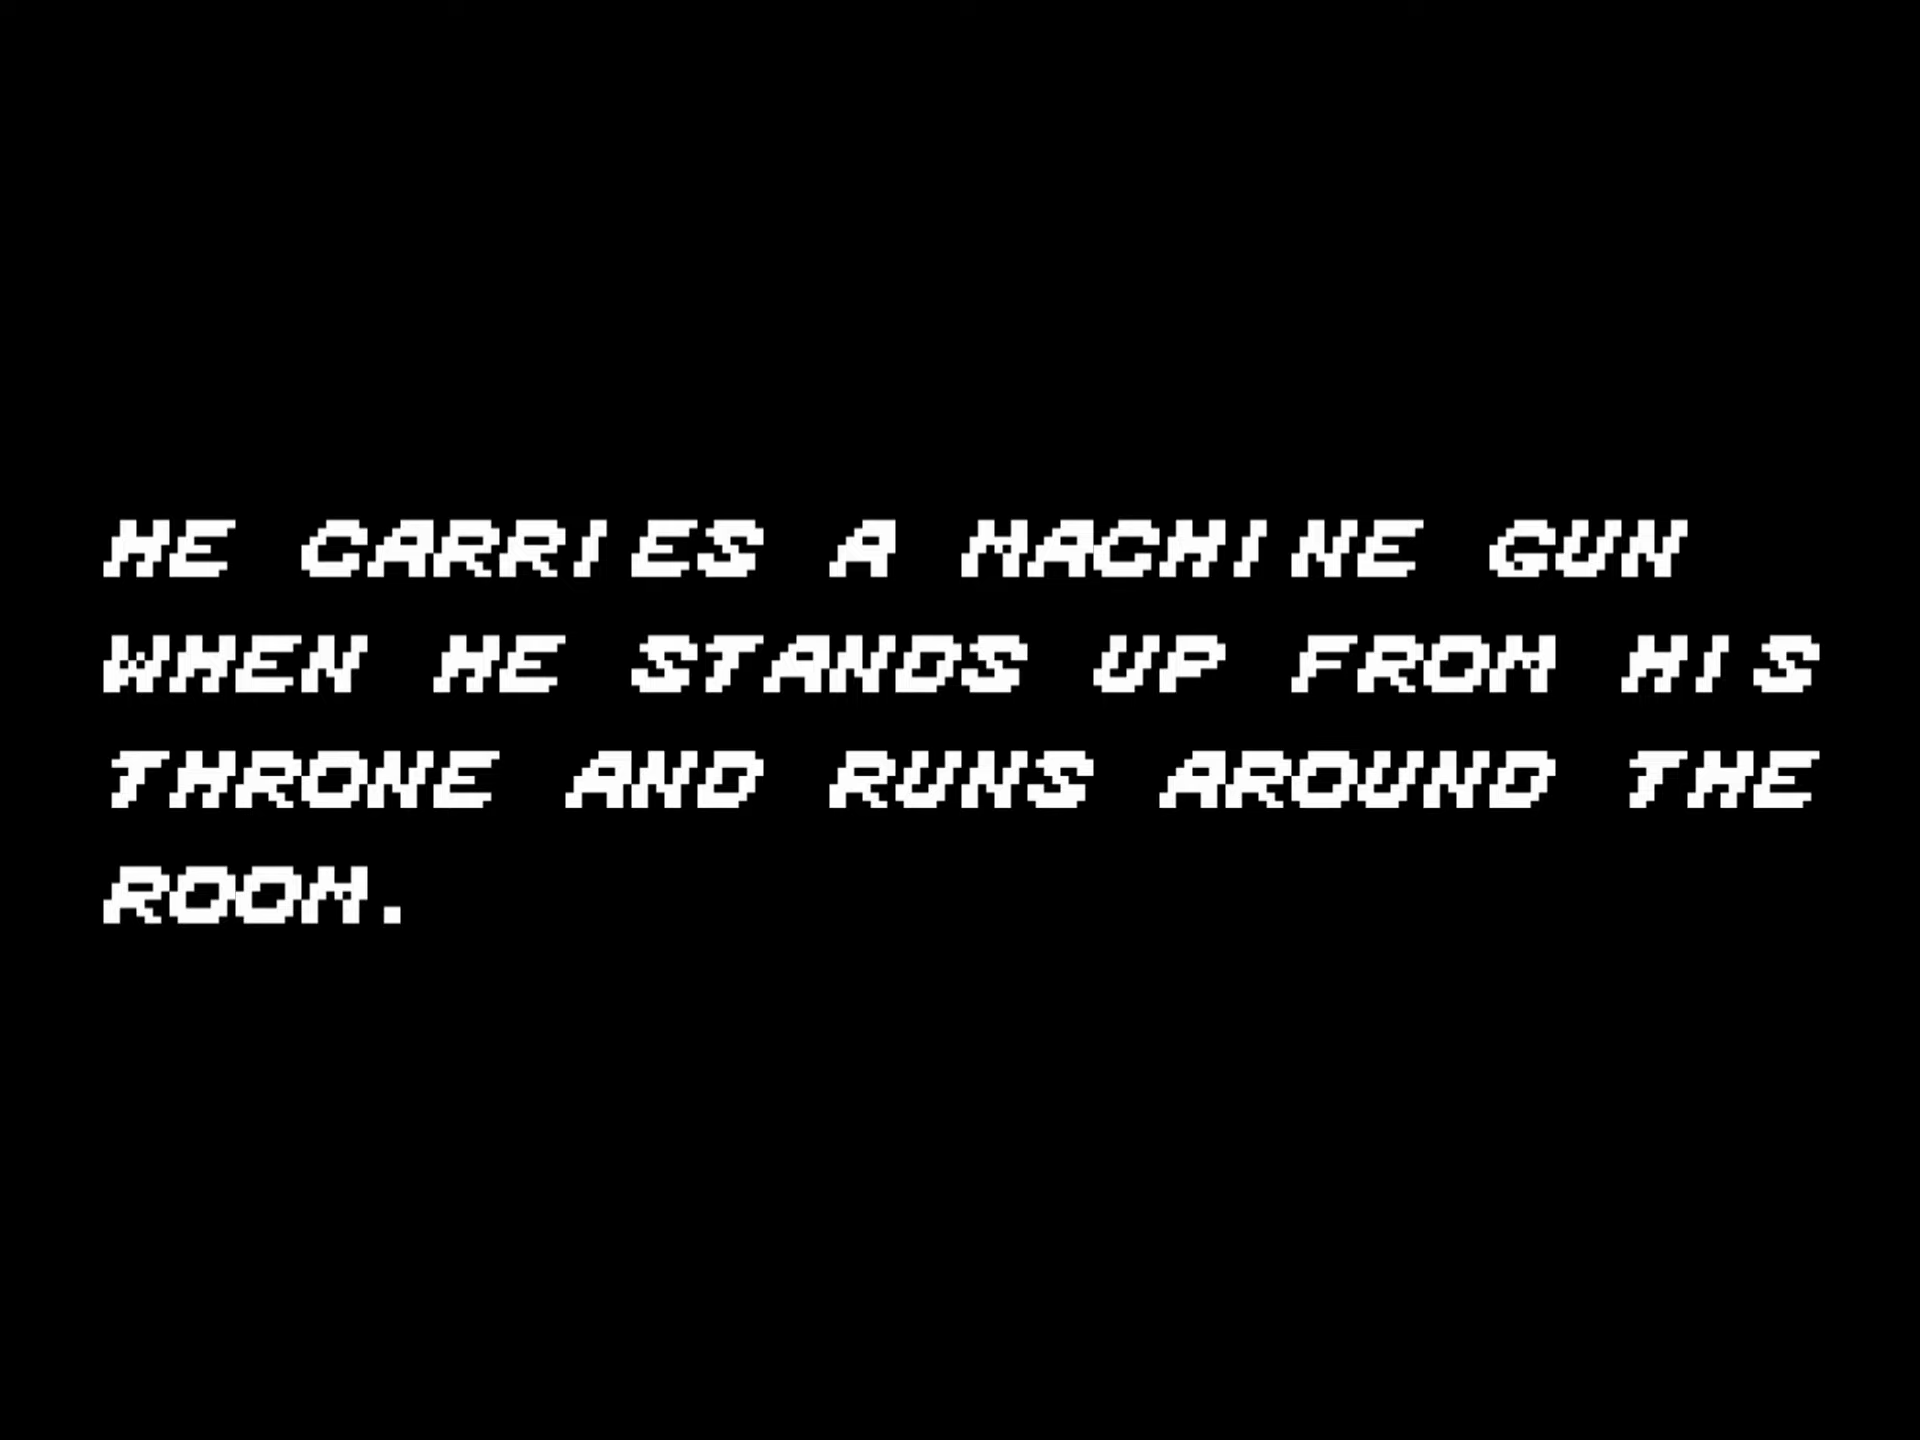 HE CARRIES A MACHINE GUN
WHEN HE STANDS UP FROM HIS
THRONE AND RUNS AROUND THE
ROOM.